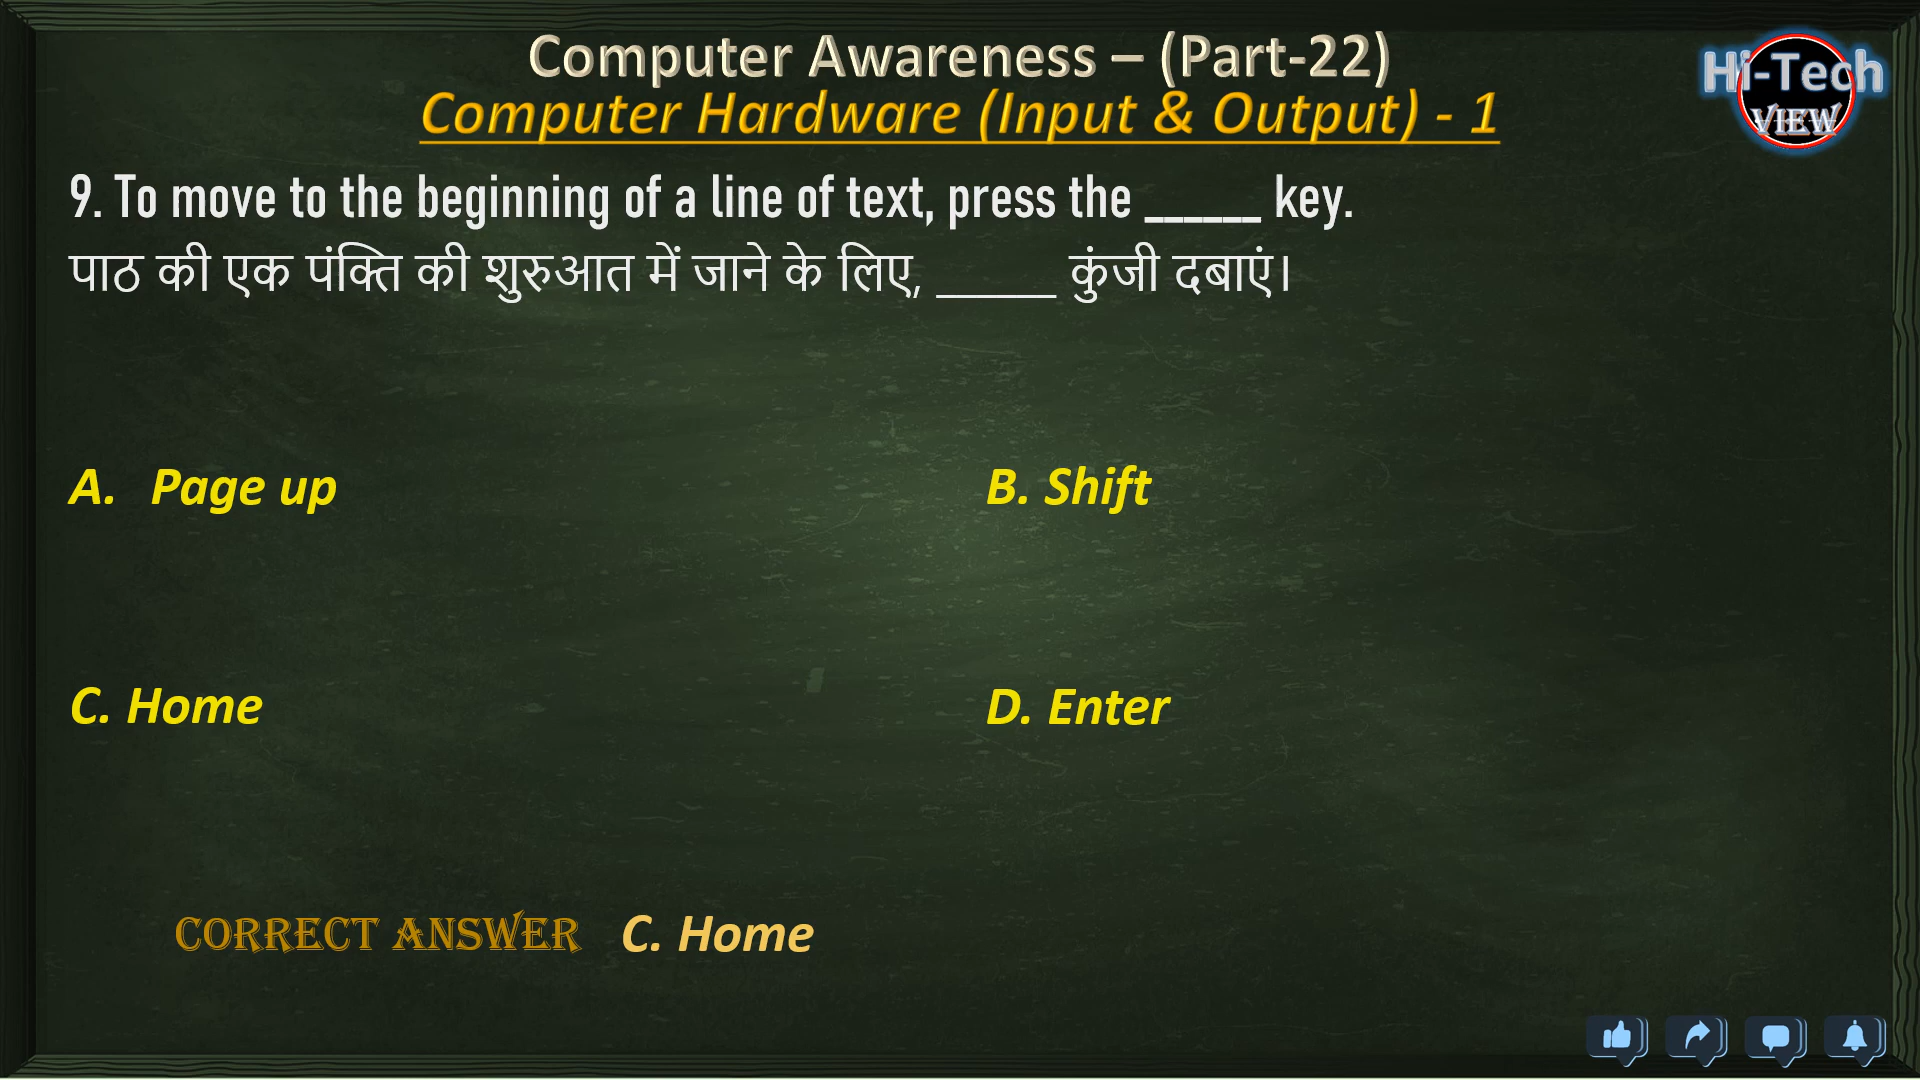 Computer Awareness – (Part-22)
Computer Hardware (Input & Output) - 1
Hi-Tech
VIEW
9. To move to the beginning of a line of text, press the ______ key.
पाठ की एक पंक्ति की शुरुआत में जाने के लिए, ______ कुंजी दबाएं।
A. Page up
B. Shift
C. Home
D. Enter
CORRECT ANSWER C. Home